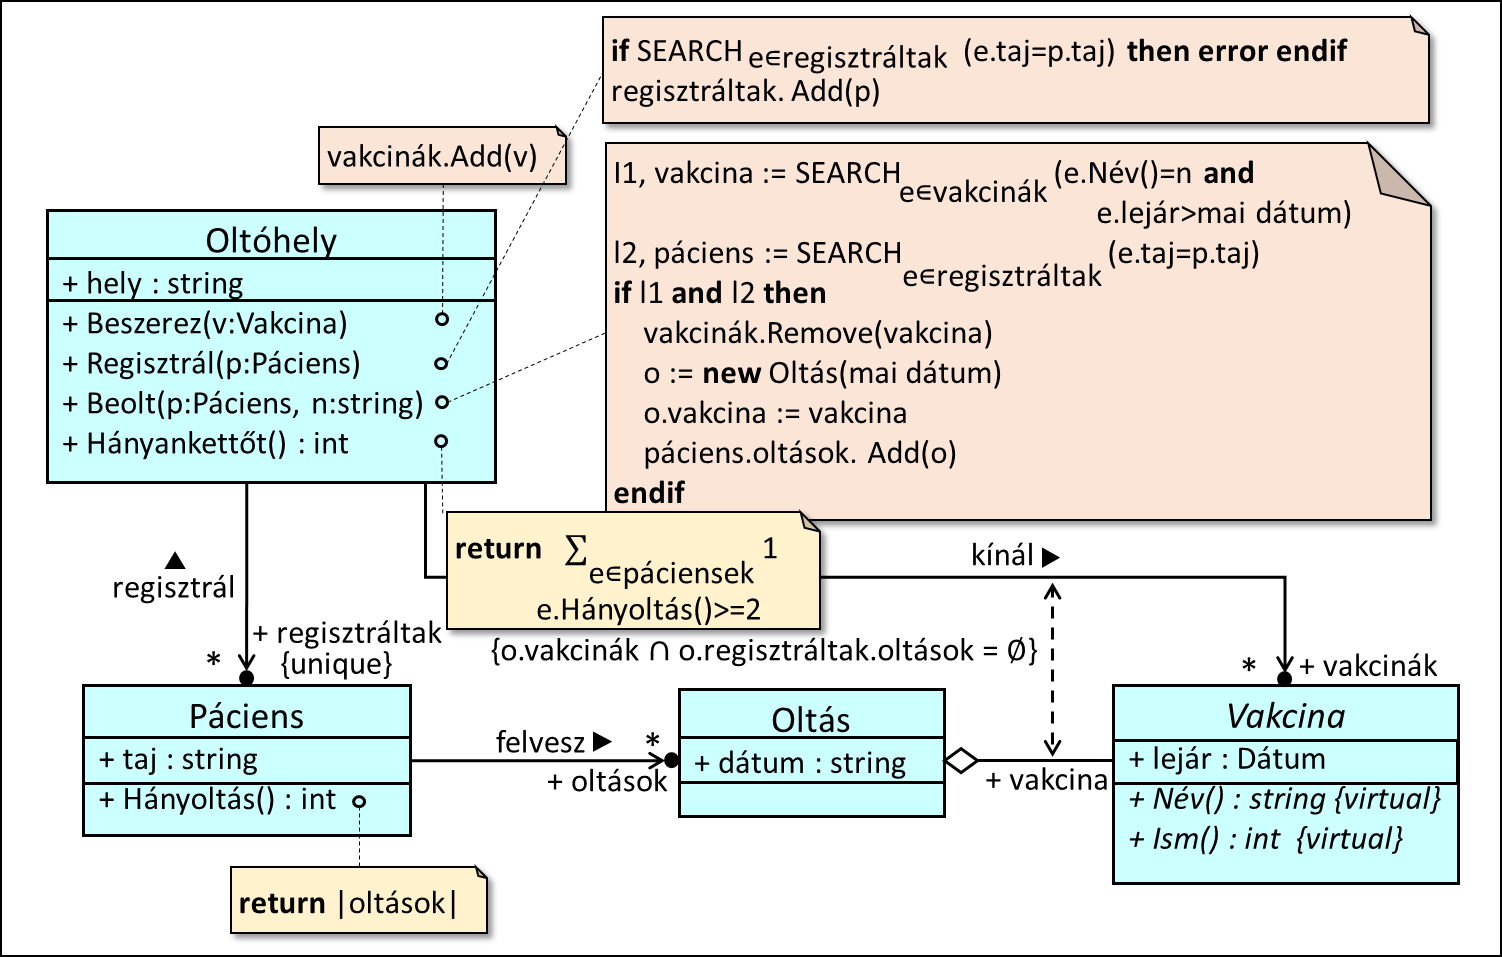 if SEARCH e∈regisztráltak (e.taj=p.taj) then error endif
regisztráltak. Add(p)
vakcinák.Add(v)
I1, vakcina := SEARCH e∈vakcinák (e.Név()=n and
e.lejár>mai dátum)
l2, páciens := SEARCH e∈regisztráltak (e.taj=p.taj)
if l1 and l2 then
vakcinák.Remove(vakcina)
o := new Oltás(mai dátum)
o.vakcina := vakcina
páciens.oltások. Add(o)
endif
Oltóhely
+ hely : string
+ Beszerez(v:Vakcina)
+ Regisztrál(p:Páciens)
+ Beolt(p:Páciens, n:string)
+ Hányankettőt() : int
return ∑ e∈páciensek 1
e.Hányoltás()>=2
kínál ▶
▲
regisztrál
+ regisztráltak
* {unique}
{o.vakcinák ∩ o.regisztráltak.oltások = ∅}
* + vakcinák
Páciens
+ taj : string
+ Hányoltás() : int
felvesz ▶ *
+ oltások
Oltás
+ dátum : string
+ vakcina
Vakcina
+ lejár : Dátum
+ Név() : string {virtual}
+ Ism() : int {virtual}
return |oltások|